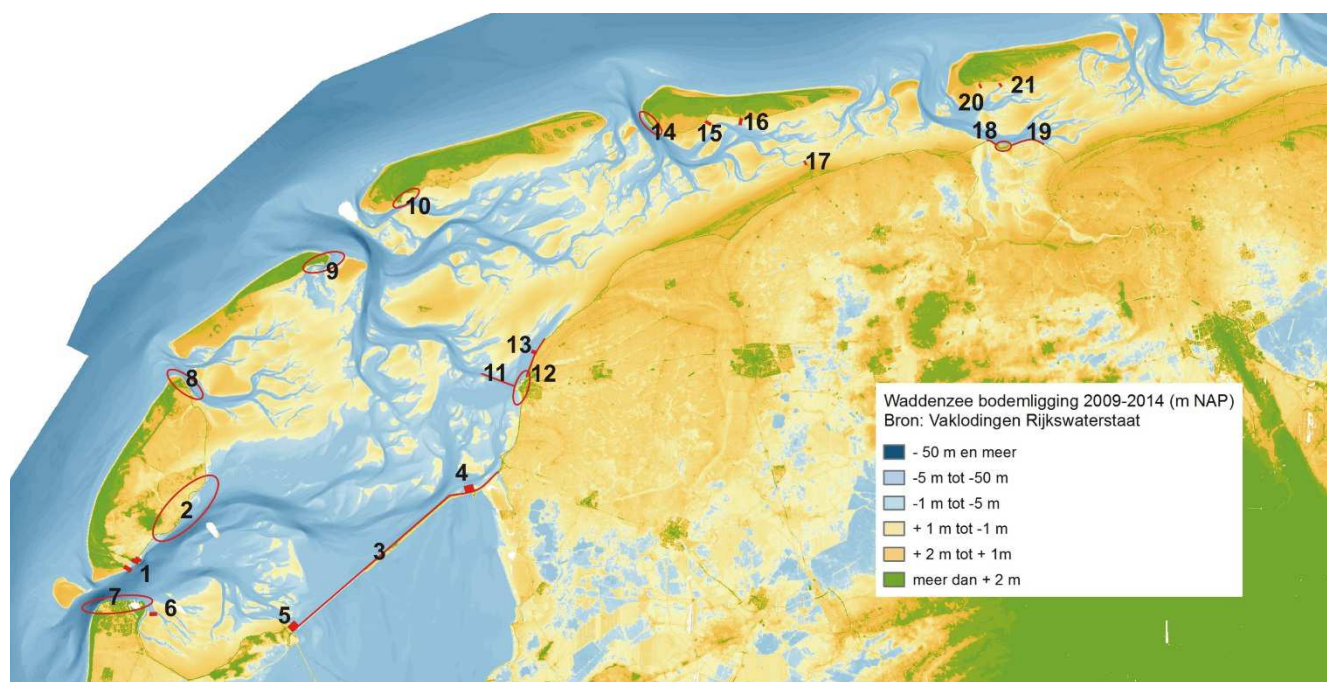 21
20
14
15
16
18
19
17
10
9
13
8
11
12
Waddenzee bodemligging 2009-2014 (m NAP)
Bron: Vaklodingen Rijkswaterstaat
- 50 m en meer
-5 m tot -50 m
-1 m tot -5 m
+ 1 m tot -1 m
+ 2 m tot + 1m
meer dan + 2 m
4
2
3
1
7
6
5